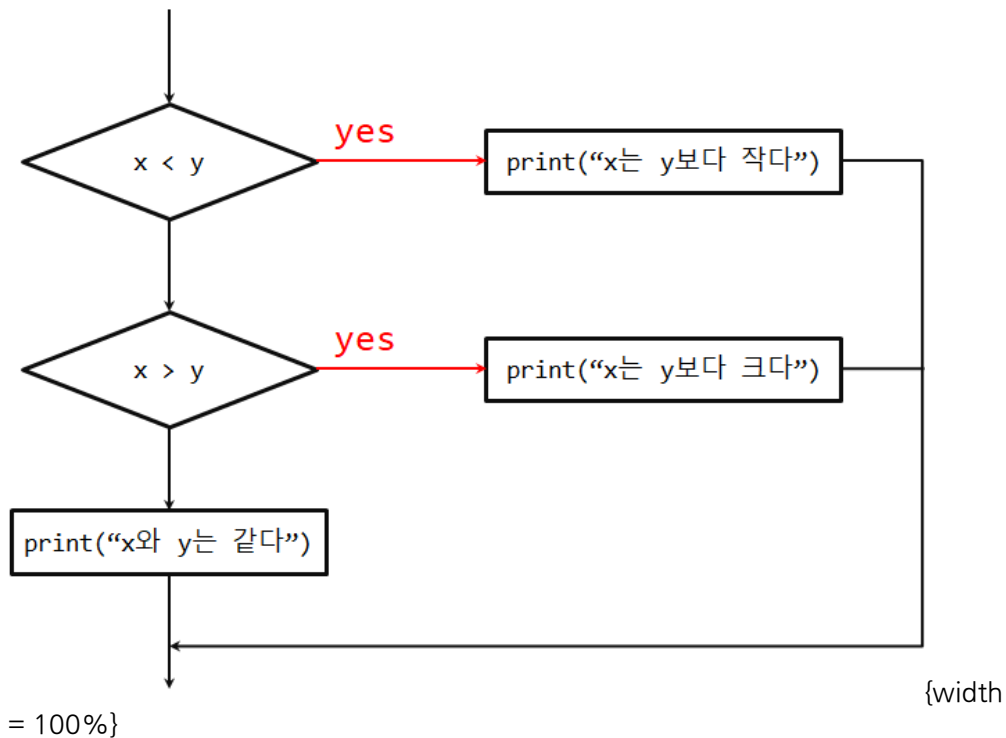 yes
x < y
print(“x는 y보다 작다”)
yes
x > y
print(“x는 y보다 크다”)
print(“x와 y는 같다”)
{width
= 100%}